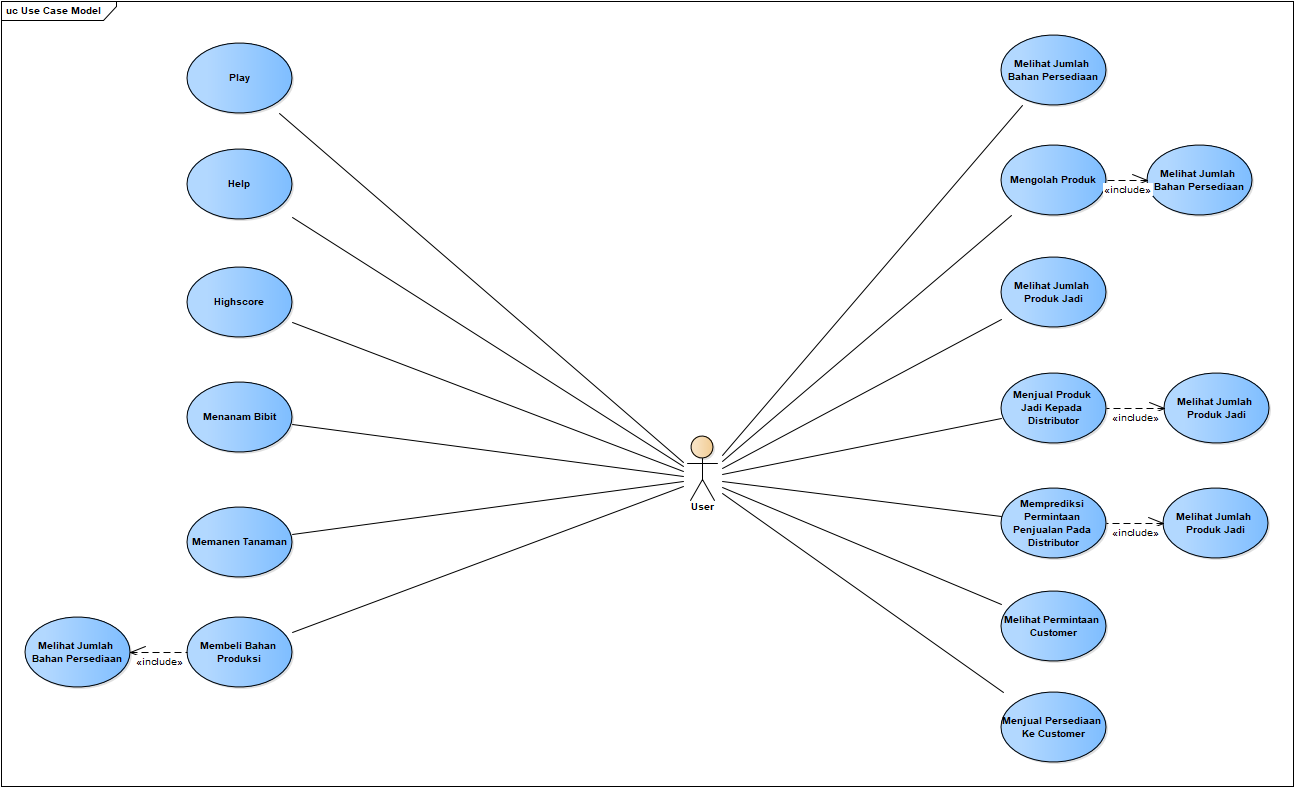 uc Use Case Model
Play
Help
Highscore
Menanam Bibit
Memanen Tanaman
Melihat Jumlah
Bahan Persediaan
«include»
Membeli Bahan
Produksi
User
Melihat Jumlah
Bahan Persediaan
Mengolah Produk
«include»
Melihat Jumlah
Bahan Persediaan
Melihat Jumlah
Produk Jadi
Menjual Produk
Jadi Kepada
Distributor
«include»
Melihat Jumlah
Produk Jadi
Memprediksi
Permintaan
Penjualan Pada
Distributor
«include»
Melihat Jumlah
Produk Jadi
Melihat Permintaan
Customer
Menjual Persediaan
Ke Customer